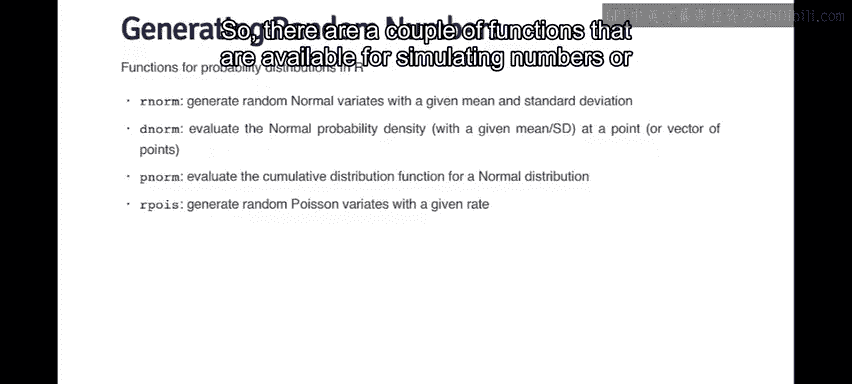 Generating Random Numbers
So, there are a couple of functions that
are available for simulating numbers or
Functions for probability distributions in R
· rnorm: generate random Normal variates with a given mean and standard deviation
· dnorm: evaluate the Normal probability density (with a given mean/SD) at a point (or vector of
points)
· pnorm: evaluate the cumulative distribution function for a Normal distribution
· rpois: generate random Poisson variates with a given rate